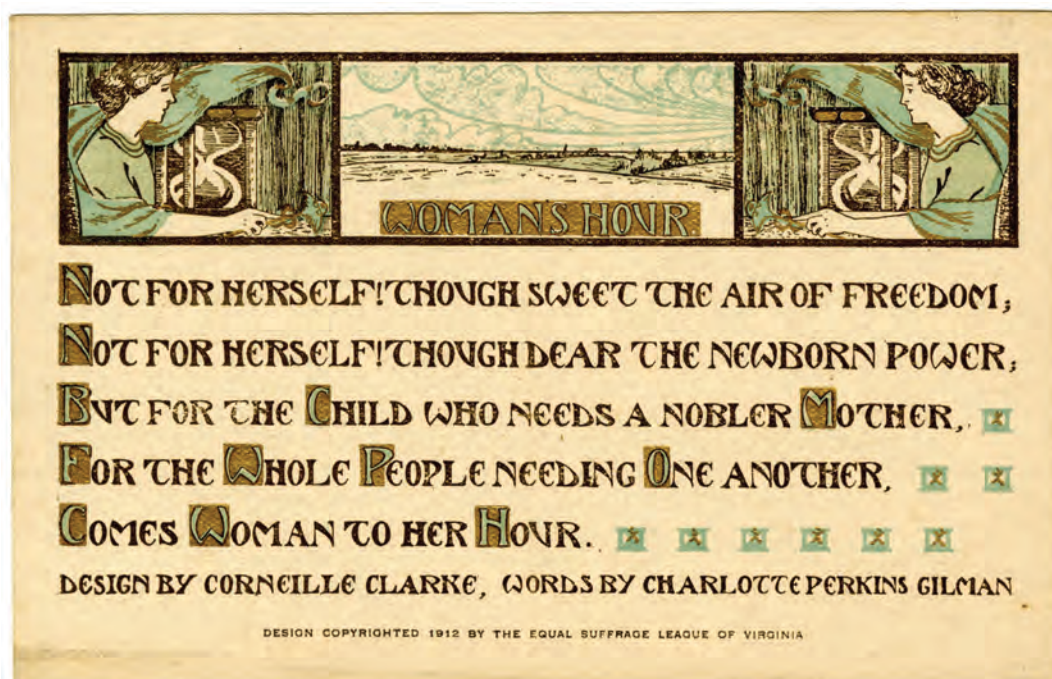 WOMAN'S HOUR
NOT FOR HERSELF! THOUGH SWEET THE AIR OF FREEDOM;
NOT FOR HERSELF! THOUGH DEAR THE NEWBORN POWER;
BUT FOR THE CHILD WHO NEEDS A NOBLER MOTHER,
FOR THE WHOLE PEOPLE NEEDING ONE ANOTHER,
COMES WOMAN TO HER HOUR.
DESIGN BY CORNEILLE CLARKE, WORDS BY CHARLOTTE PERKINS GILMAN
DESIGN COPYRIGHTED 1912 BY THE EQUAL SUFFRAGE LEAGUE OF VIRGINIA